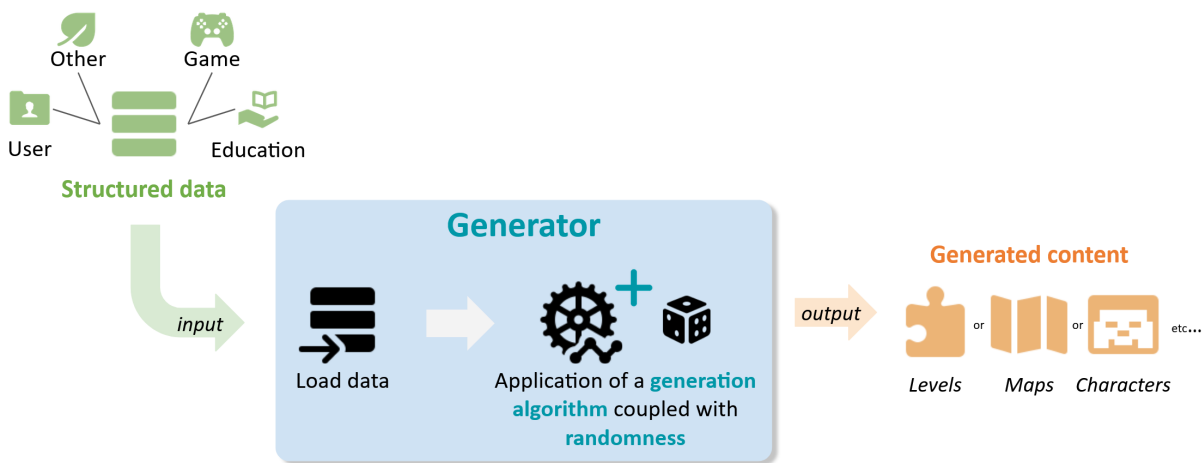 Other
Game
User
Education
Structured data
Generator
input
Load data
Application of a generation
algorithm coupled with
randomness
output
Generated content
or
or
etc...
Levels
Maps
Characters